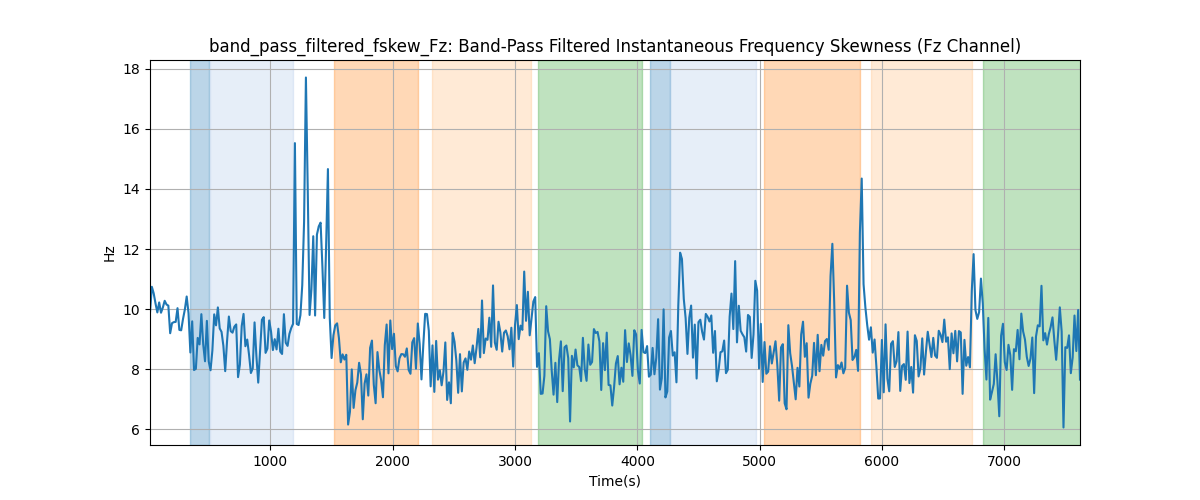 band_pass_filtered_fskew_Fz: Band-Pass Filtered Instantaneous Frequency Skewness (Fz Channel)
18
16
14
12
10
8
6
Hz
1000 2000 3000 4000 5000 6000 7000
Time(s)